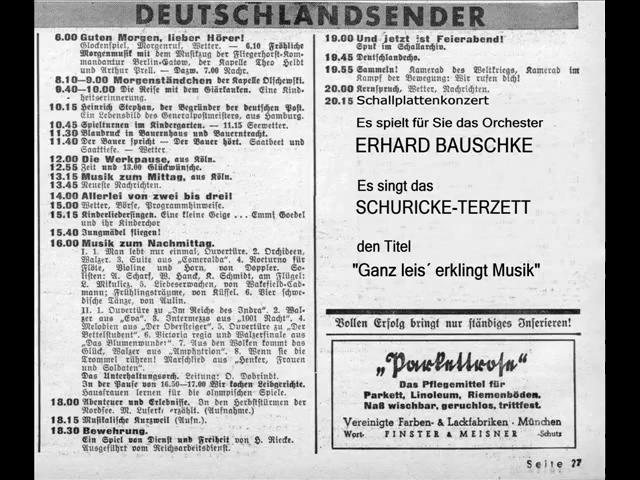 DEUTSCHLANDSENDER
6.00 Guten Morgen, lieber Hörer!
Glockenspiel, Morgenruf, Wetter. — 6.10 Fröhliche
Morgenmusik mit dem Musikzug der Fliegerhorst-Kom-
mandantur Berlin-Gatow, der Kapelle Theo Heldt
und Arthur Prell. — Dazw. 7.00 Nachr.
8.10—9.00 Morgenständchen der Kapelle Olschewski.
9.40—10.00 Die Reise mit dem Giärkauken. Eine Kind-
heitserinnerung.
10.15 Heinrich Stephan, der Begründer der deutschen Post.
Ein Lebensbild des Generalpostmeisters, aus Hamburg.
10.45 Spielturnen im Kindergarten. — 11.15 Seewetter.
11.30 Blaudruck in Bauernhaus und Bauerntracht.
11.40 Der Bauer spricht — Der Bauer hört. Saatbeet und
Saattiefe. — Wetter.
12.00 Die Werkpause, aus Köln.
12.55 Zeit und 13.00 Glückwünsche.
13.15 Musik zum Mittag, aus Köln.
13.45 Neueste Nachrichten.
14.00 Allerlei von zwei bis drei!
15.00 Wetter, Börse, Programmhinweise.
15.15 Kinderliedersingen. Eine kleine Geige . . . Emmi Goedel
und ihr Kinderchor
15.40 Jungmädel fliegen!
16.00 Musik zum Nachmittag.
I. 1. Man lebt nur einmal, Ouvertüre. 2. Orchideen,
Walzer. 3. Suite aus „Esmeralda“. 4. Nocturno für
Flöte, Violine und Horn, von Doppler. So-
listen: A. Scharf, W. Hanf, K. Schmidt, am Flügel:
L. Mikulicz. 5. Liebeserwachen, von Wakefield-Cad-
mann; Frühlingsträume, von Küssel. 6. Vier schwe-
dische Tänze, von Aulin.
II. 1. Ouvertüre zu „Im Reiche des Indra“. 2. Wal-
zer aus „Eva“. 3. Intermezzo aus „1001 Nacht“. 4.
Melodien aus „Der Obersteiger“. 5. Ouvertüre zu „Der
Bettelstudent“. 6. Victoria regia und Walzerfinale aus
„Das Blumenwunder“. 7. Aus den Wolken kommt das
Glück, Walzer aus „Amphytrion“. 8. Wenn sie die
Trommel rühren! Marschlied aus „Henker, Frauen
und Soldaten“.
Das Unterhaltungsorch. Leitung: O. Dobrindt.
In der Pause von 16.50—17.00 Wir kochen Leibgerichte.
Hausfrauen lernen für die olympischen Spiele.
18.00 Abenteuer und Erlebnisse. In den Herbststürmen der
Nordsee. M. Luserke erzählt. (Aufnahme.)
18.15 Musikalische Kurzweil (Aufn.).
18.30 Bewehrung.
Ein Spiel von Dienst und Freiheit von H. Riecke.
Ausgeführt vom Reichsarbeitsdienst.
19.00 Und jetzt ist Feierabend!
Spuk im Schallarchiv.
19.45 Deutschlandecho.
19.55 Sammeln! Kamerad des Weltkriegs, Kamerad im
Kampf der Bewegung: Wir rufen dich!
20.00 Kernspruch, Wetter, Nachrichten.
20.15 Schallplattenkonzert
Es spielt für Sie das Orchester
ERHARD BAUSCHKE
Es singt das
SCHURICKE-TERZETT
den Titel
"Ganz leis´ erklingt Musik"
Vollen Erfolg bringt nur ständiges Inserieren!
„Parkettrose“
Das Pflegemittel für
Parkett, Linoleum, Riemenböden.
Naß wischbar, geruchlos, trittfest.
Vereinigte Farben- & Lackfabriken · München
Wort- FINSTER & MEISNER -Schutz
Seite 27